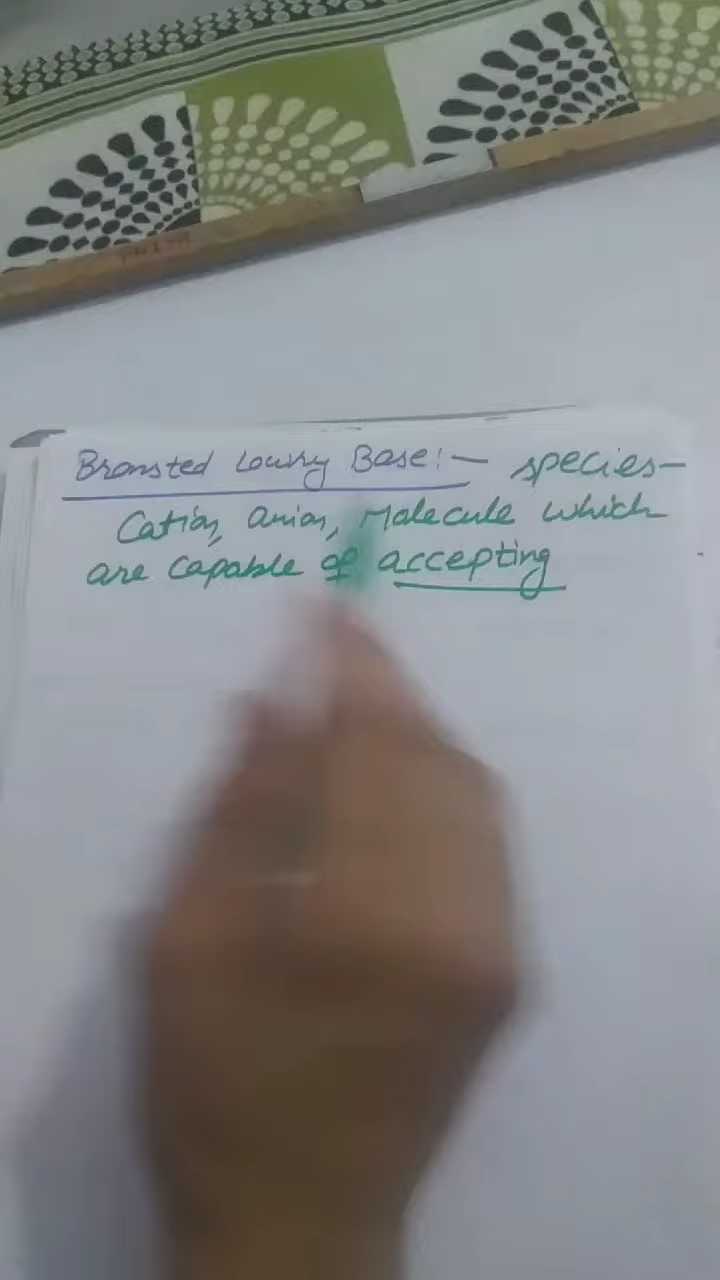 Bronsted Lowry Base:— species—
Cation, anion, Molecule which
are capable of accepting